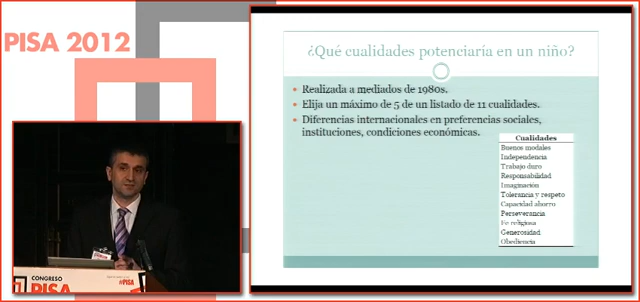 PISA 2012
¿Qué cualidades potenciaría en un niño?
• Realizada a mediados de 1980s.
• Elija un máximo de 5 de un listado de 11 cualidades.
• Diferencias internacionales en preferencias sociales,
instituciones, condiciones económicas.
Cualidades
Buenos modales
Independencia
Trabajo duro
Responsabilidad
Imaginación
Tolerancia y respeto
Capacidad ahorro
Perseverancia
Fe religiosa
Generosidad
Obediencia
CONGRESO
PISA
#PISA